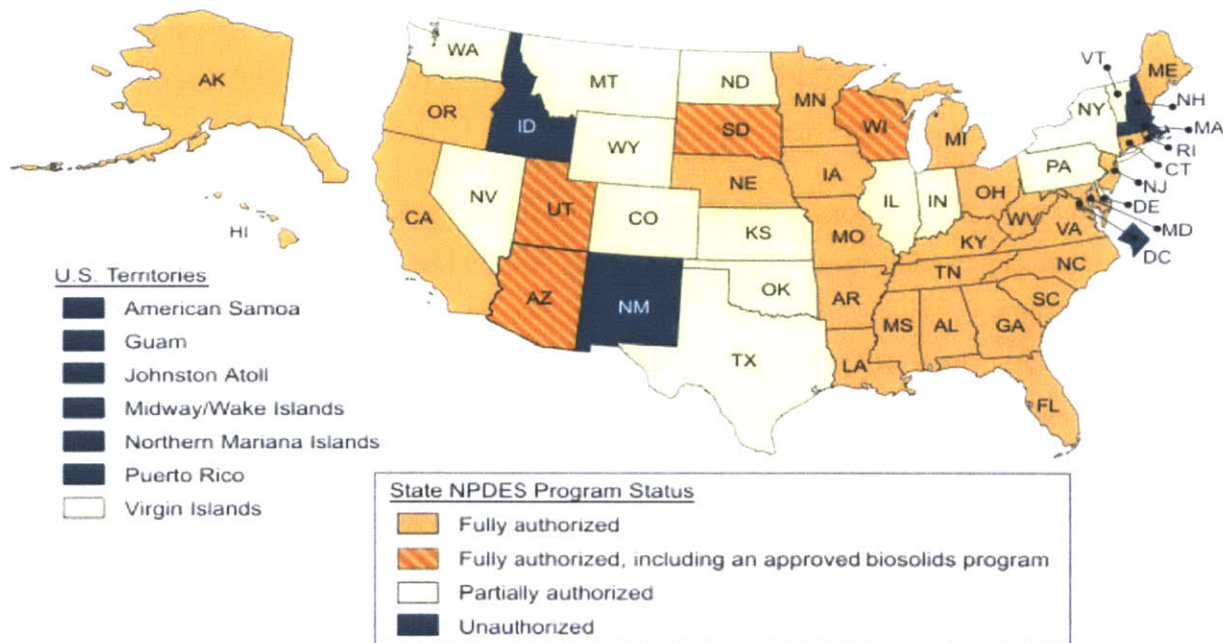 AK
HI
WA
OR
CA
NV
ID
MT
WY
UT
CO
AZ
NM
ND
SD
NE
KS
OK
TX
MN
IA
MO
AR
LA
WI
IL
IN
MI
OH
KY
TN
MS
AL
GA
FL
SC
NC
VA
WV
PA
NY
VT
ME
NH
MA
RI
CT
NJ
DE
MD
DC
U.S. Territories
American Samoa
Guam
Johnston Atoll
Midway/Wake Islands
Northern Mariana Islands
Puerto Rico
Virgin Islands
State NPDES Program Status
Fully authorized
Fully authorized, including an approved biosolids program
Partially authorized
Unauthorized